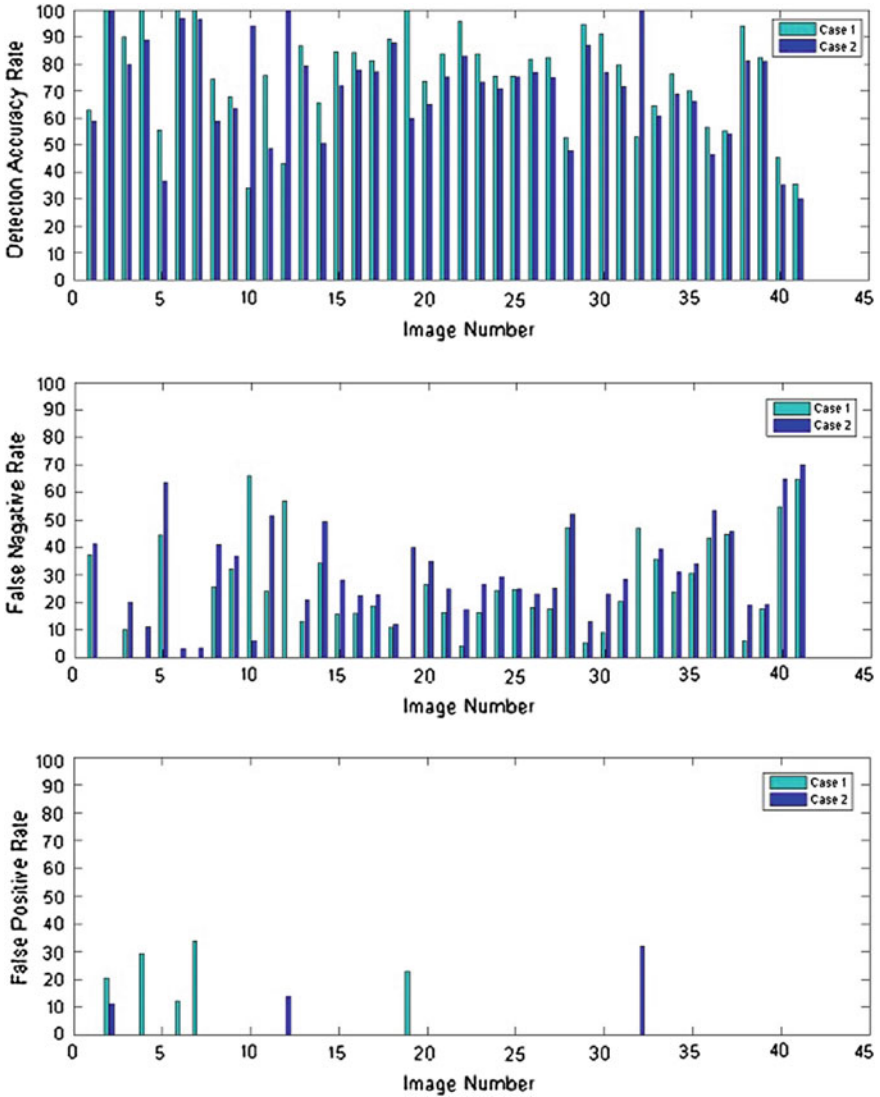 100
90
80
70
60
50
40
30
20
10
0
Detection Accuracy Rate
Case 1
Case 2
0 5 10 15 20 25 30 35 40 45
Image Number
100
90
80
70
60
50
40
30
20
10
0
False Nagative Rate
Case 1
Case 2
0 5 10 15 20 25 30 35 40 45
Image Number
100
90
80
70
60
50
40
30
20
10
0
False Positive Rate
Case 1
Case 2
0 5 10 15 20 25 30 35 40 45
Image Number